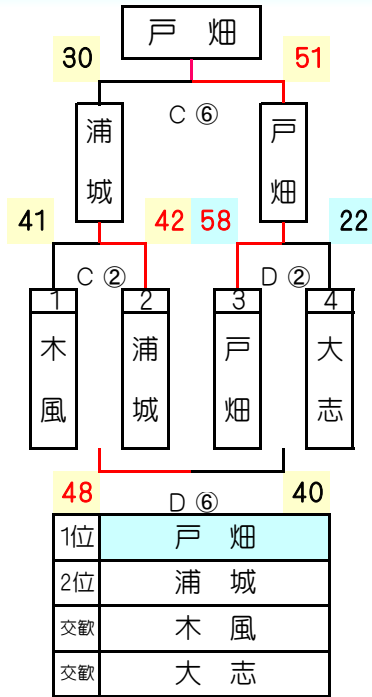 戸 畑
30 51
C ⑥
浦城 戸畑
41 42 58 22
C ② D ②
1 2 3 4
木風 浦城 戸畑 大志
48 40
D ⑥
1位 戸 畑
2位 浦 城
交歓 木 風
交歓 大 志